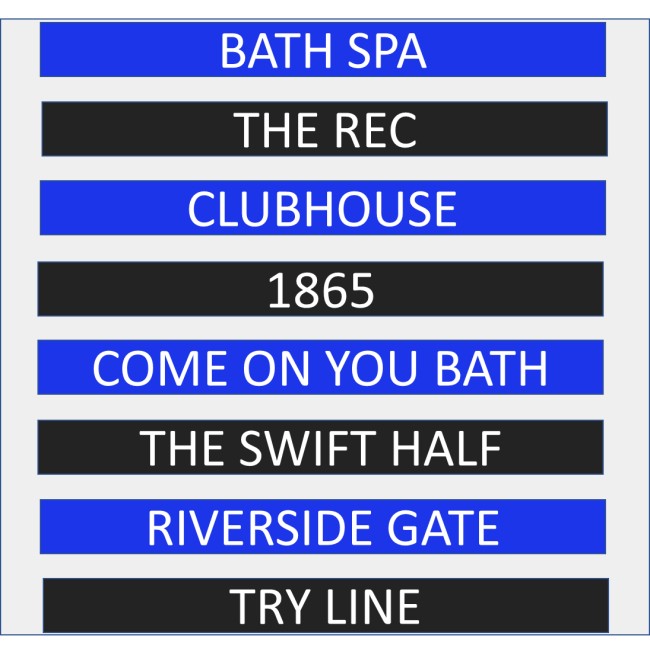 BATH SPA
THE REC
CLUBHOUSE
1865
COME ON YOU BATH
THE SWIFT HALF
RIVERSIDE GATE
TRY LINE